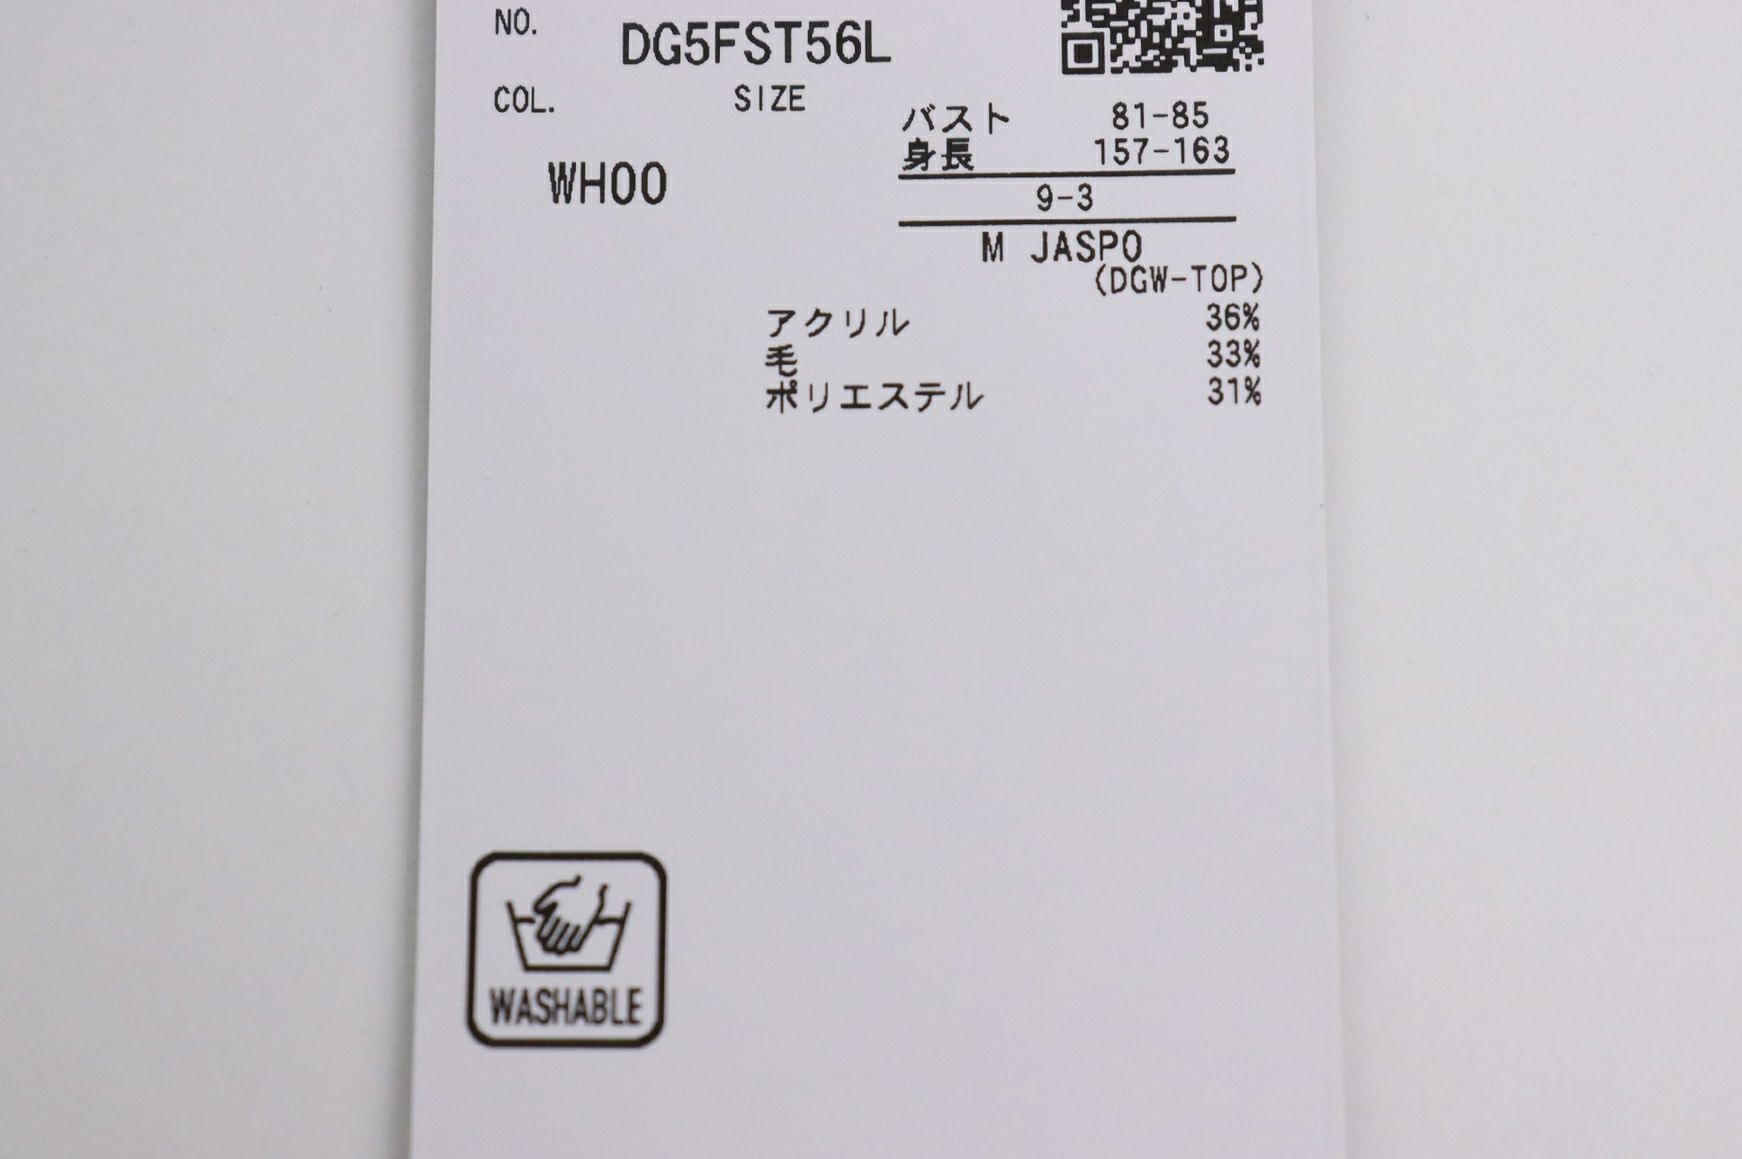 NO. DG5FST56L
COL. SIZE
WH00
バスト 81-85
身長 157-163
9-3
M JASPO
(DGW-TOP)
アクリル 36%
毛 33%
ポリエステル 31%
WASHABLE